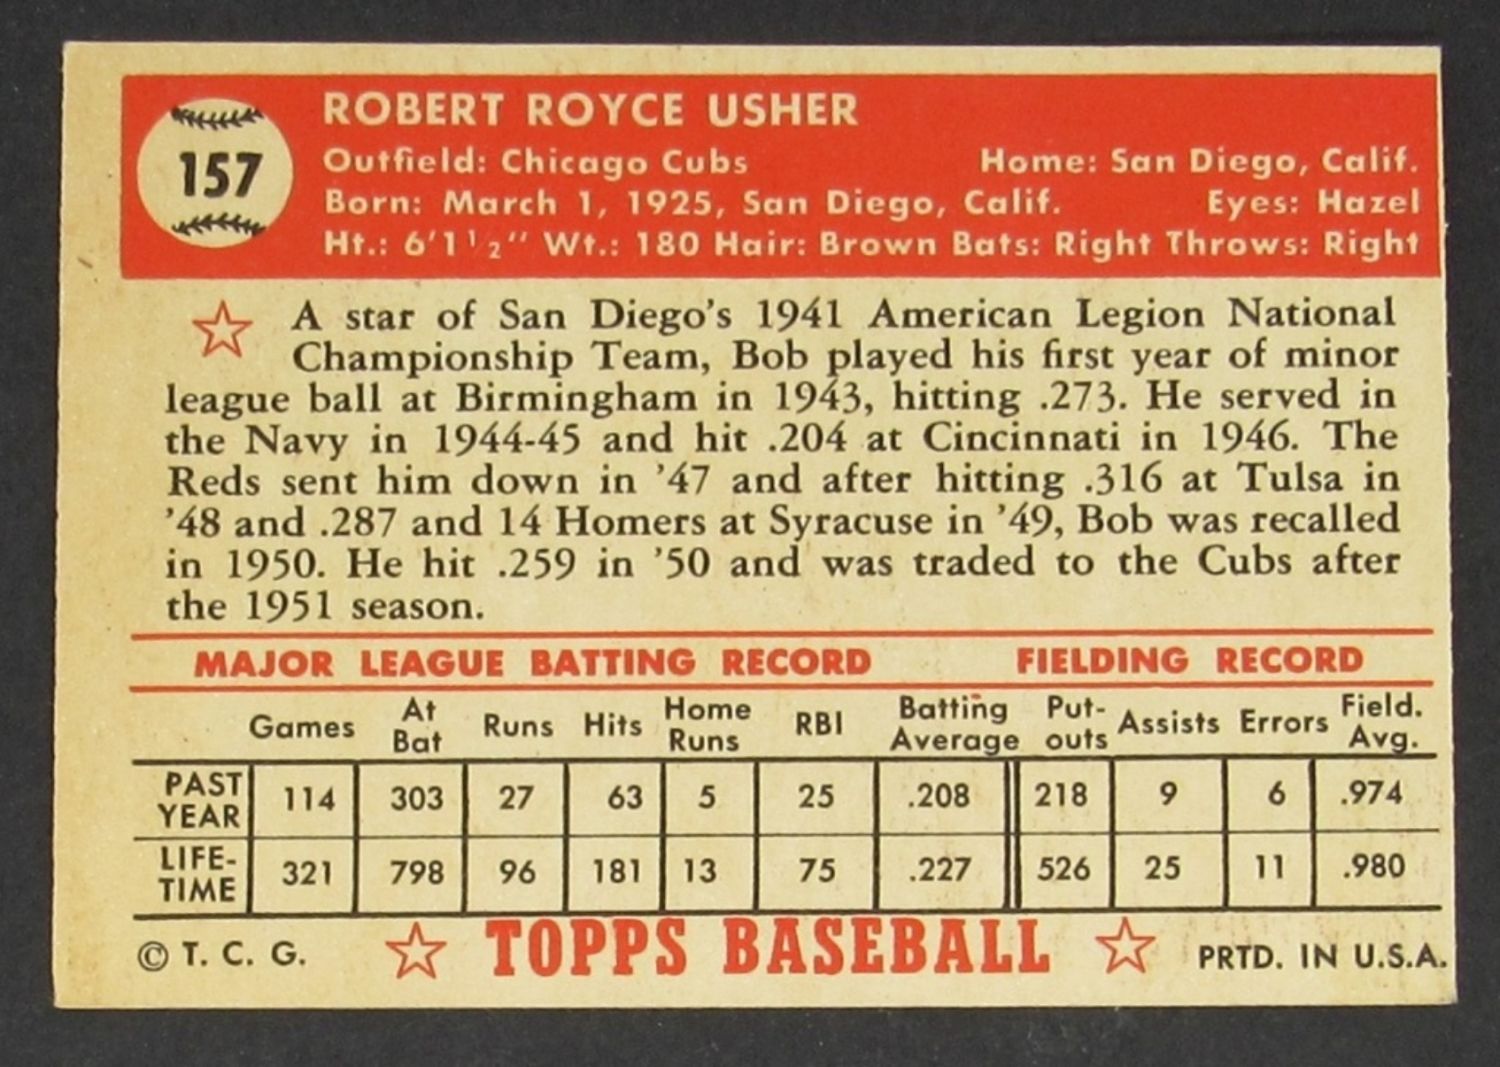 157
ROBERT ROYCE USHER
Outfield: Chicago Cubs Home: San Diego, Calif.
Born: March 1, 1925, San Diego, Calif. Eyes: Hazel
Ht.: 6'1 1/2" Wt.: 180 Hair: Brown Bats: Right Throws: Right
A star of San Diego's 1941 American Legion National
Championship Team, Bob played his first year of minor
league ball at Birmingham in 1943, hitting .273. He served in
the Navy in 1944-45 and hit .204 at Cincinnati in 1946. The
Reds sent him down in '47 and after hitting .316 at Tulsa in
'48 and .287 and 14 Homers at Syracuse in '49, Bob was recalled
in 1950. He hit .259 in '50 and was traded to the Cubs after
the 1951 season.
MAJOR LEAGUE BATTING RECORD FIELDING RECORD
Games At Bat Runs Hits Home Runs RBI Batting Average Put-outs Assists Errors Field. Avg.
PAST YEAR 114 303 27 63 5 25 .208 218 9 6 .974
LIFE-TIME 321 798 96 181 13 75 .227 526 25 11 .980
© T. C. G. TOPPS BASEBALL PRTD. IN U.S.A.